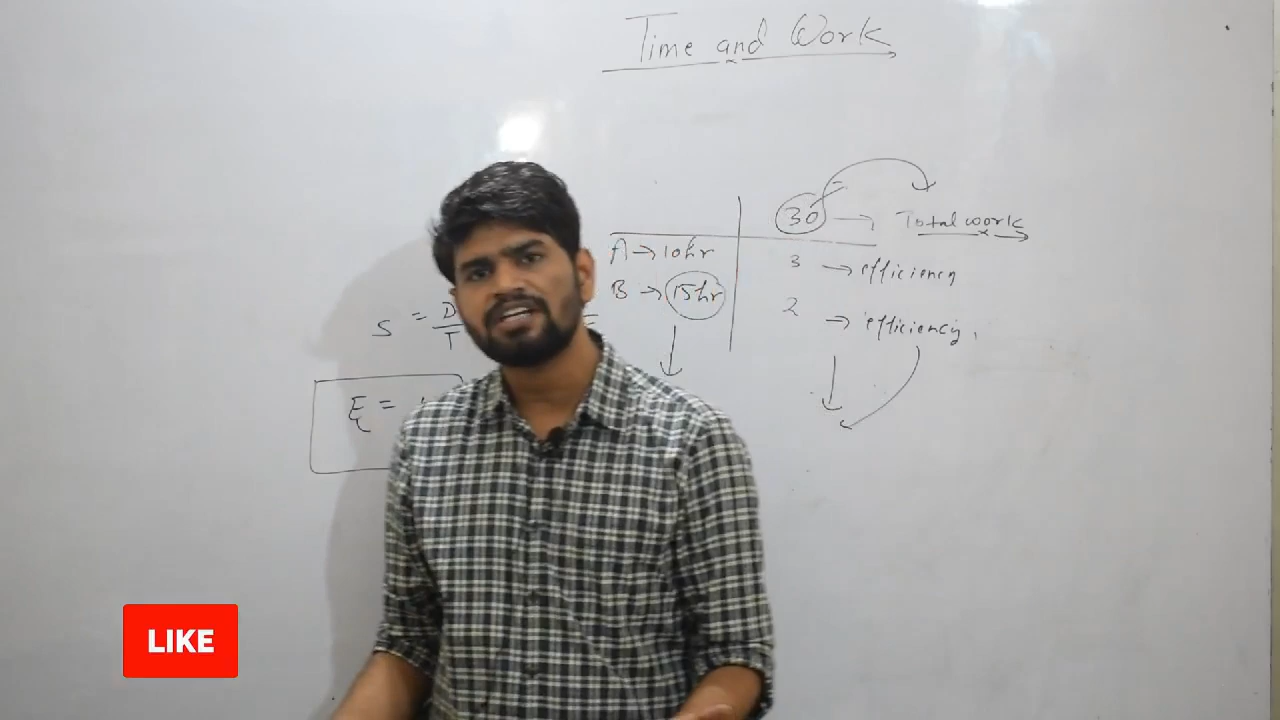 Time and Work
30 → Total work
A → 10hr
3 → efficiency
B → 15hr
2 → efficiency
S = D
T
E =
LIKE